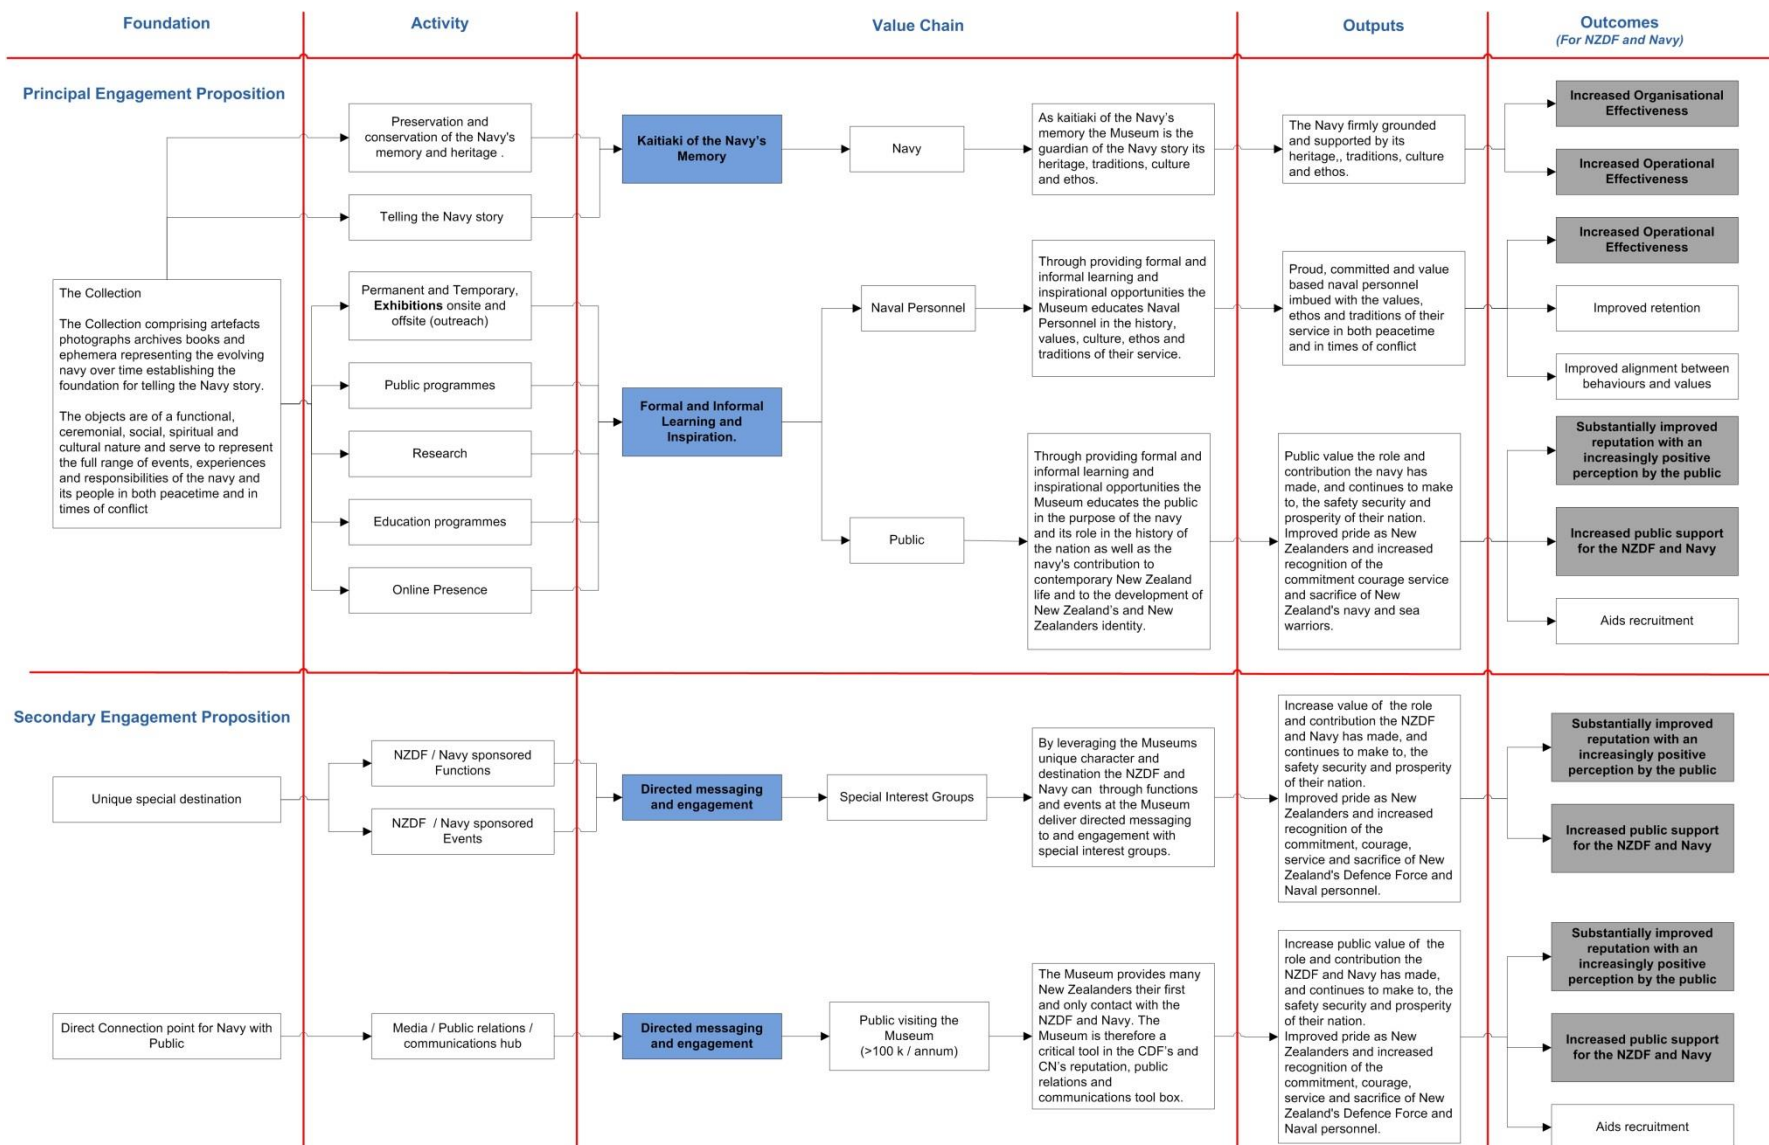 Foundation
Activity
Value Chain
Outputs
Outcomes
(For NZDF and Navy)
Principal Engagement Proposition
The Collection
The Collection comprising artefacts
photographs archives books and
ephemera representing the evolving
navy over time establishing the
foundation for telling the Navy story.
The objects are of a functional,
ceremonial, social, spiritual and
cultural nature and serve to represent
the full range of events, experiences
and responsibilities of the navy and
its people in both peacetime and in
times of conflict
Preservation and
conservation of the Navy's
memory and heritage .
Telling the Navy story
Permanent and Temporary,
Exhibitions onsite and
offsite (outreach)
Public programmes
Research
Education programmes
Online Presence
Kaitiaki of the Navy's
Memory
Navy
As kaitiaki of the Navy's
memory the Museum is the
guardian of the Navy story its
heritage, traditions, culture
and ethos.
The Navy firmly grounded
and supported by its
heritage,, traditions, culture
and ethos.
Increased Organisational
Effectiveness
Increased Operational
Effectiveness
Formal and Informal
Learning and
Inspiration.
Naval Personnel
Through providing formal and
informal learning and
inspirational opportunities the
Museum educates Naval
Personnel in the history,
values, culture, ethos and
traditions of their service.
Proud, committed and value
based naval personnel
imbued with the values,
ethos and traditions of their
service in both peacetime
and in times of conflict
Increased Operational
Effectiveness
Improved retention
Improved alignment between
behaviours and values
Public
Through providing formal and
informal learning and
inspirational opportunities the
Museum educates the public
in the purpose of the navy
and its role in the history of
the nation as well as the
navy's contribution to
contemporary New Zealand
life and to the development of
New Zealand's and New
Zealanders identity.
Public value the role and
contribution the navy has
made, and continues to make
to, the safety security and
prosperity of their nation.
Improved pride as New
Zealanders and increased
recognition of the
commitment courage service
and sacrifice of New
Zealand's navy and sea
warriors.
Substantially improved
reputation with an
increasingly positive
perception by the public
Increased public support
for the NZDF and Navy
Aids recruitment
Secondary Engagement Proposition
Unique special destination
NZDF / Navy sponsored
Functions
NZDF / Navy sponsored
Events
Directed messaging
and engagement
Special Interest Groups
By leveraging the Museums
unique character and
destination the NZDF and
Navy can through functions
and events at the Museum
deliver directed messaging
to and engagement with
special interest groups.
Increase value of the role
and contribution the NZDF
and Navy has made, and
continues to make to, the
safety security and prosperity
of their nation.
Improved pride as New
Zealanders and increased
recognition of the
commitment, courage,
service and sacrifice of New
Zealand's Defence Force and
Naval personnel.
Substantially improved
reputation with an
increasingly positive
perception by the public
Increased public support
for the NZDF and Navy
Direct Connection point for Navy with
Public
Media / Public relations /
communications hub
Directed messaging
and engagement
Public visiting the
Museum
(>100 k / annum)
The Museum provides many
New Zealanders their first
and only contact with the
NZDF and Navy. The
Museum is therefore a
critical tool in the CDF's and
CN's reputation, public
relations and
communications tool box.
Increase public value of the
role and contribution the
NZDF and Navy has made,
and continues to make to, the
safety security and prosperity
of their nation.
Improved pride as New
Zealanders and increased
recognition of the
commitment, courage,
service and sacrifice of New
Zealand's Defence Force and
Naval personnel.
Substantially improved
reputation with an
increasingly positive
perception by the public
Increased public support
for the NZDF and Navy
Aids recruitment